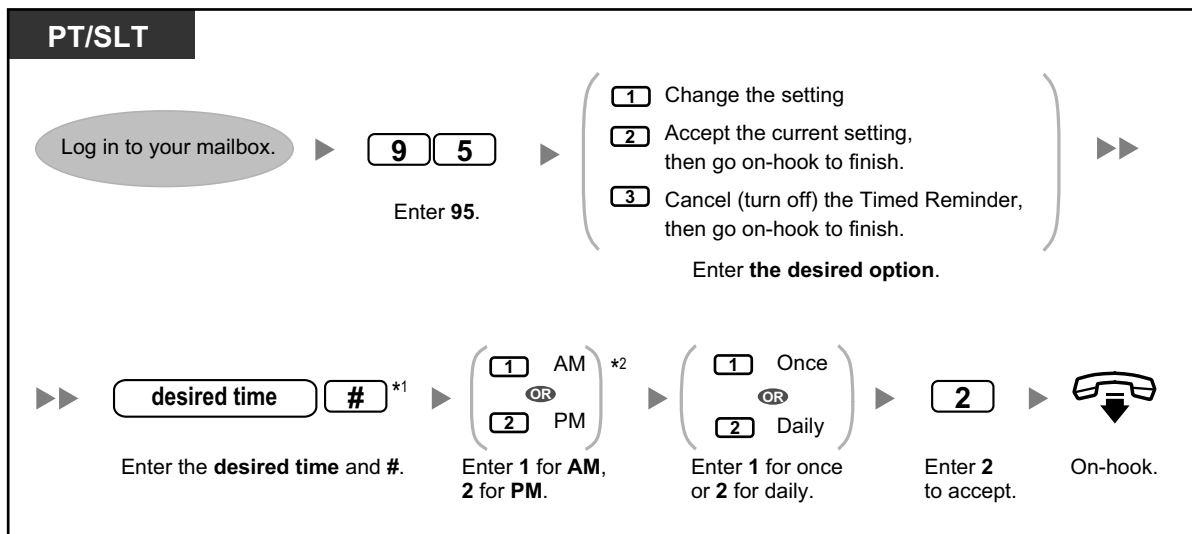 PT/SLT
Log in to your mailbox.
9 5
Enter 95.
1 Change the setting
2 Accept the current setting,
then go on-hook to finish.
3 Cancel (turn off) the Timed Reminder,
then go on-hook to finish.
Enter the desired option.
desired time # *1
Enter the desired time and #.
1 AM *2
OR
2 PM
Enter 1 for AM,
2 for PM.
1 Once
OR
2 Daily
Enter 1 for once
or 2 for daily.
2
Enter 2
to accept.
On-hook.